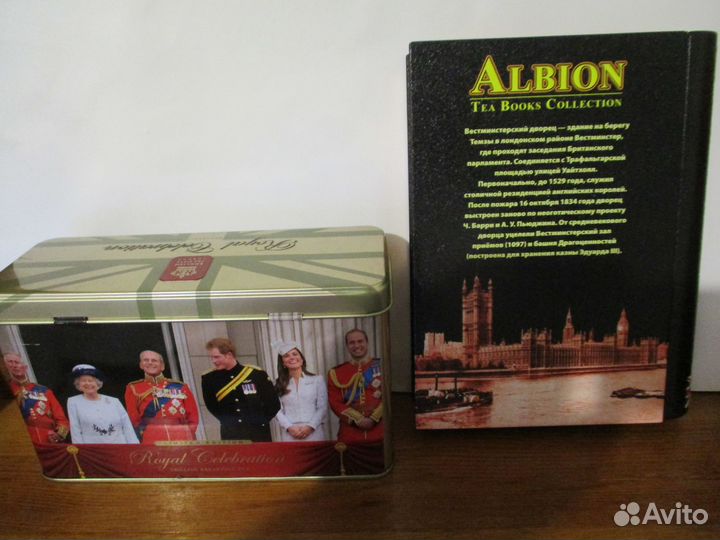 Royal Celebration
Royal Celebration
ALBION
TEA BOOKS COLLECTION
Вестминстерский дворец — здание на берегу
Темзы в лондонском районе Вестминстер,
где проходят заседания Британского
парламента. Соединяется с Трафальгарской
площадью улицей Уайтхолл.
Первоначально, до 1529 года, служил
столичной резиденцией английских королей.
После пожара 16 октября 1834 года дворец
выстроен заново по неоготическому проекту
Ч. Барри и А. У. Пьюджина. От средневекового
дворца уцелели Вестминстерский зал
приёмов (1097) и башня Драгоценностей
(построена для хранения казны Эдуарда III).
Avito